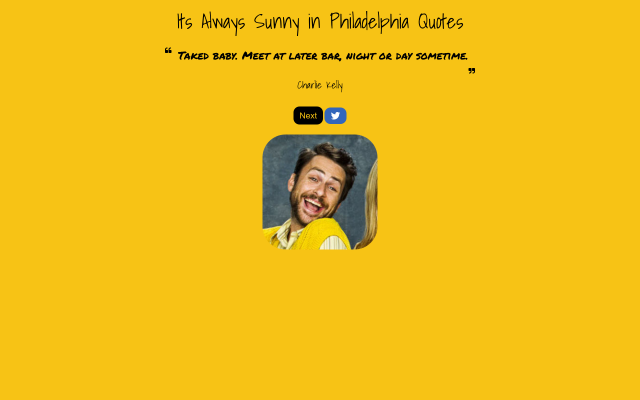 Its Always Sunny in Philadelphia Quotes
“ Taked baby. Meet at later bar, night or day sometime.
”
Charlie Kelly
Next